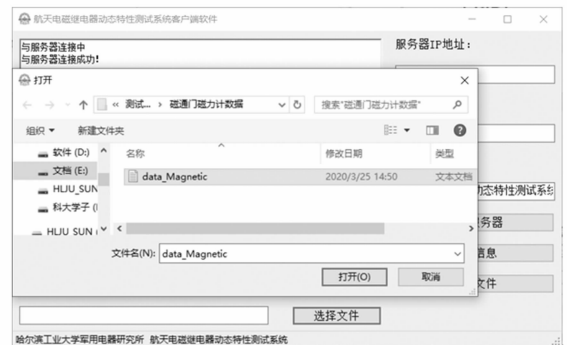 航天电磁继电器动态特性测试系统客户端软件
与服务器连接中
与服务器连接成功!
服务器IP地址:
打开
« 测试... › 磁通门磁力计数据
搜索"磁通门磁力计数据"
组织 新建文件夹
名称 修改日期 类型
软件 (D:)
文档 (E:)
HLJU_SUN
科大学子 (
HLJU SUN (
data_Magnetic 2020/3/25 14:50 文本文档
动态特性测试系统
务器
信息
文件
文件名(N): data_Magnetic
打开(O) 取消
选择文件
哈尔滨工业大学军用电器研究所 航天电磁继电器动态特性测试系统